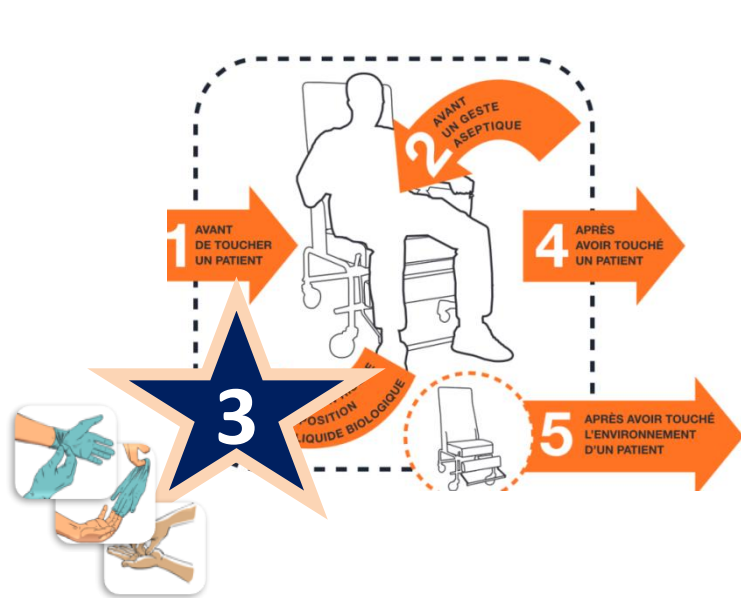 1
AVANT
DE TOUCHER
UN PATIENT
2
AVANT
UN GESTE
ASEPTIQUE
3
POSITION
LIQUIDE BIOLOGIQUE
4
APRÈS
AVOIR TOUCHÉ
UN PATIENT
5
APRÈS AVOIR TOUCHÉ
L'ENVIRONNEMENT
D'UN PATIENT